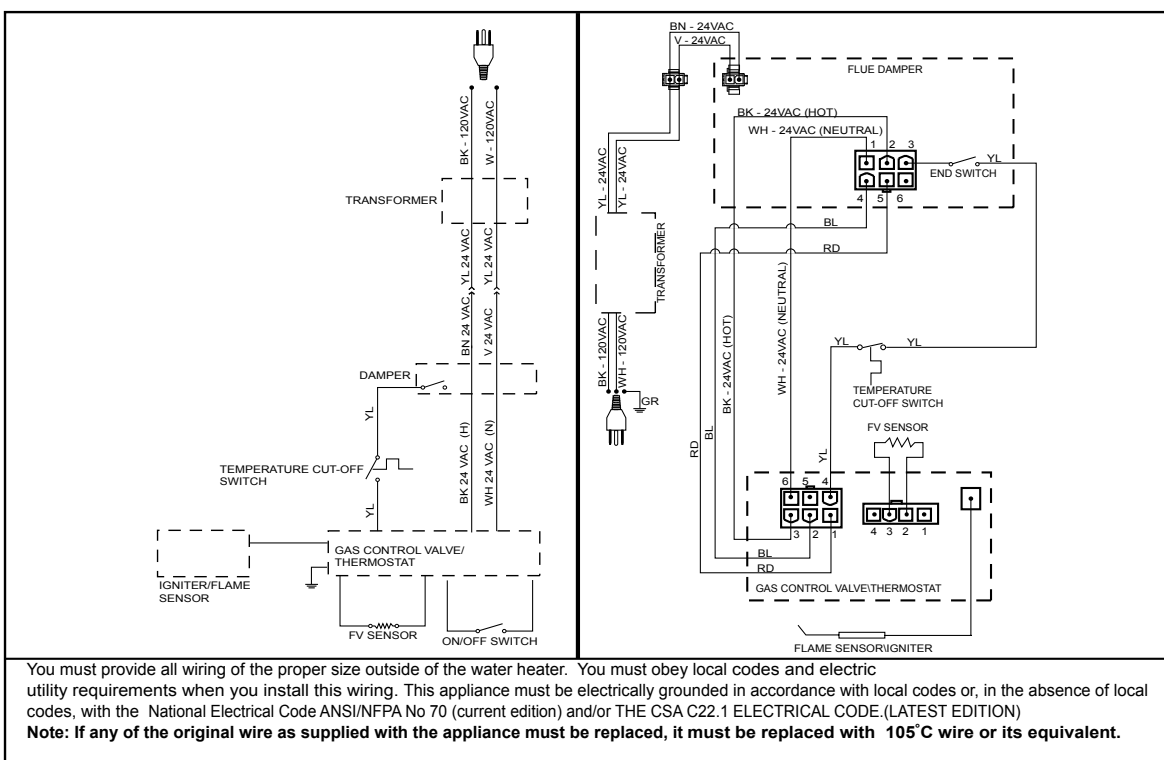 BK - 120VAC
W - 120VAC
TRANSFORMER
YL 24 VAC
YL 24 VAC
BN 24 VAC
V 24 VAC
DAMPER
YL
TEMPERATURE CUT-OFF
SWITCH
YL
BK 24 VAC (H)
WH 24 VAC (N)
IGNITER/FLAME
SENSOR
GAS CONTROL VALVE/
THERMOSTAT
FV SENSOR
ON/OFF SWITCH
BN - 24VAC
V - 24VAC
FLUE DAMPER
BK - 24VAC (HOT)
WH - 24VAC (NEUTRAL)
1 2 3
YL
END SWITCH
4 5 6
BL
RD
YL - 24VAC
YL - 24VAC
TRANSFORMER
BK - 120VAC
WH - 120VAC
GR
BK - 24VAC (HOT)
WH - 24VAC (NEUTRAL)
YL
YL
TEMPERATURE
CUT-OFF SWITCH
RD
BL
YL
FV SENSOR
6 5 4
3 2 1
4 3 2 1
BL
RD
GAS CONTROL VALVE\THERMOSTAT
FLAME SENSOR\IGNITER
You must provide all wiring of the proper size outside of the water heater. You must obey local codes and electric
utility requirements when you install this wiring. This appliance must be electrically grounded in accordance with local codes or, in the absence of local
codes, with the National Electrical Code ANSI/NFPA No 70 (current edition) and/or THE CSA C22.1 ELECTRICAL CODE.(LATEST EDITION)
Note: If any of the original wire as supplied with the appliance must be replaced, it must be replaced with 105°C wire or its equivalent.